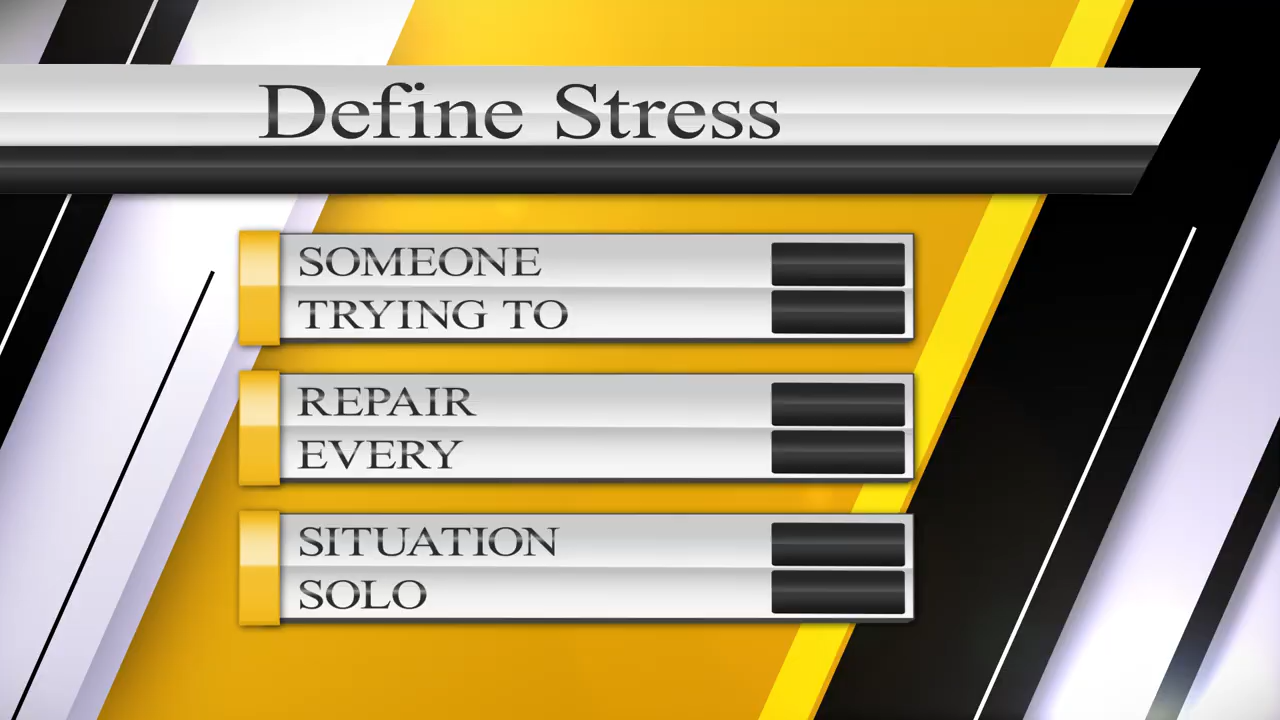 Define Stress
SOMEONE
TRYING TO
REPAIR
EVERY
SITUATION
SOLO